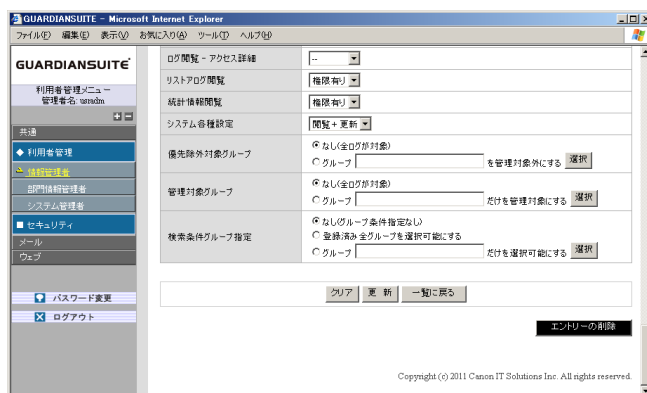 GUARDIANSUITE - Microsoft Internet Explorer
ファイル(F) 編集(E) 表示(V) お気に入り(A) ツール(T) ヘルプ(H)
GUARDIANSUITE
利用者管理メニュー
管理者名: usradm
共通
◆ 利用者管理
情報管理者
部門情報管理者
システム管理者
■ セキュリティ
メール
ウェブ
パスワード変更
ログアウト
ログ閲覧 - アクセス詳細 --
リストアログ閲覧 権限有り
統計情報閲覧 権限有り
システム各種設定 閲覧+更新
優先除外対象グループ
なし(全ログが対象)
グループ を管理対象外にする 選択
管理対象グループ
なし(全ログが対象)
グループ だけを管理対象にする 選択
検索条件グループ指定
なし(グループ条件指定なし)
登録済み全グループを選択可能にする
グループ だけを選択可能にする 選択
クリア 更 新 一覧に戻る
エントリーの削除
Copyright (c) 2011 Canon IT Solutions Inc. All rights reserved.